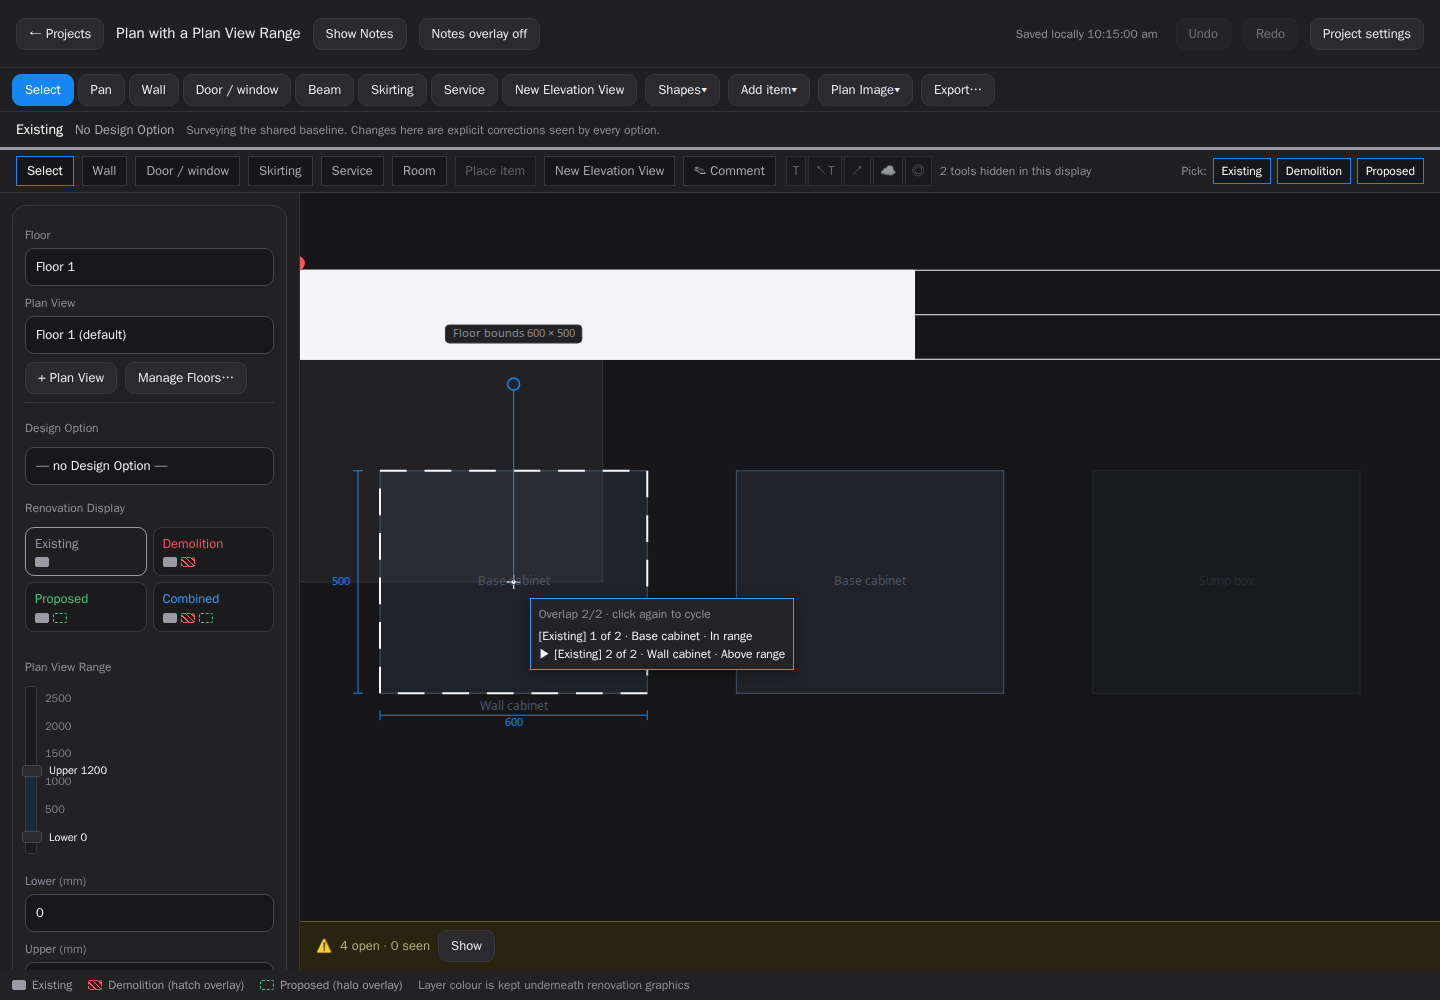 ← Projects Plan with a Plan View Range Show Notes Notes overlay off Saved locally 10:15:00 am Undo Redo Project settings
Select Pan Wall Door / window Beam Skirting Service New Elevation View Shapes▾ Add item▾ Plan Image▾ Export…
Existing No Design Option Surveying the shared baseline. Changes here are explicit corrections seen by every option.
Select Wall Door / window Skirting Service Room Place item New Elevation View ✎ Comment T ↖T ↗ ☁ ◎ 2 tools hidden in this display Pick: Existing Demolition Proposed
Floor
Floor 1
Plan View
Floor 1 (default)
+ Plan View Manage Floors…
Design Option
— no Design Option —
Renovation Display
Existing Demolition
Proposed Combined
Plan View Range
2500
2000
1500
Upper 1200
1000
500
Lower 0
Lower (mm)
0
Upper (mm)
Floor bounds 600 × 500
500
Base cabinet
Base cabinet
Sump box
Overlap 2/2 · click again to cycle
[Existing] 1 of 2 · Base cabinet · In range
▶ [Existing] 2 of 2 · Wall cabinet · Above range
Wall cabinet
600
⚠ 4 open · 0 seen Show
Existing Demolition (hatch overlay) Proposed (halo overlay) Layer colour is kept underneath renovation graphics